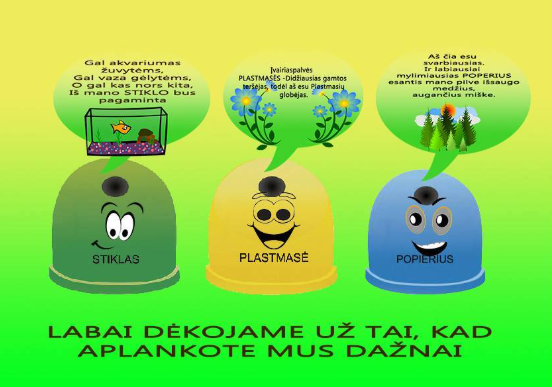 Gal akvariumas
žuvytėms,
Gal vaza gėlytėms,
O gal kas nors kita,
Iš mano STIKLO bus
pagaminta
Įvairiaspalvės
PLASTMASĖS -Didžiausias gamtos
teršėjas, todėl aš esu Plastmasių
globėjas.
Aš čia esu
svarbiausias.
Ir labiausiai
mylimiausias POPERIUS
esantis mano pilve išsaugo
medžius,
augančius miške.
STIKLAS
PLASTMASĖ
POPIERIUS
LABAI DĖKOJAME UŽ TAI, KAD
APLANKOTE MUS DAŽNAI